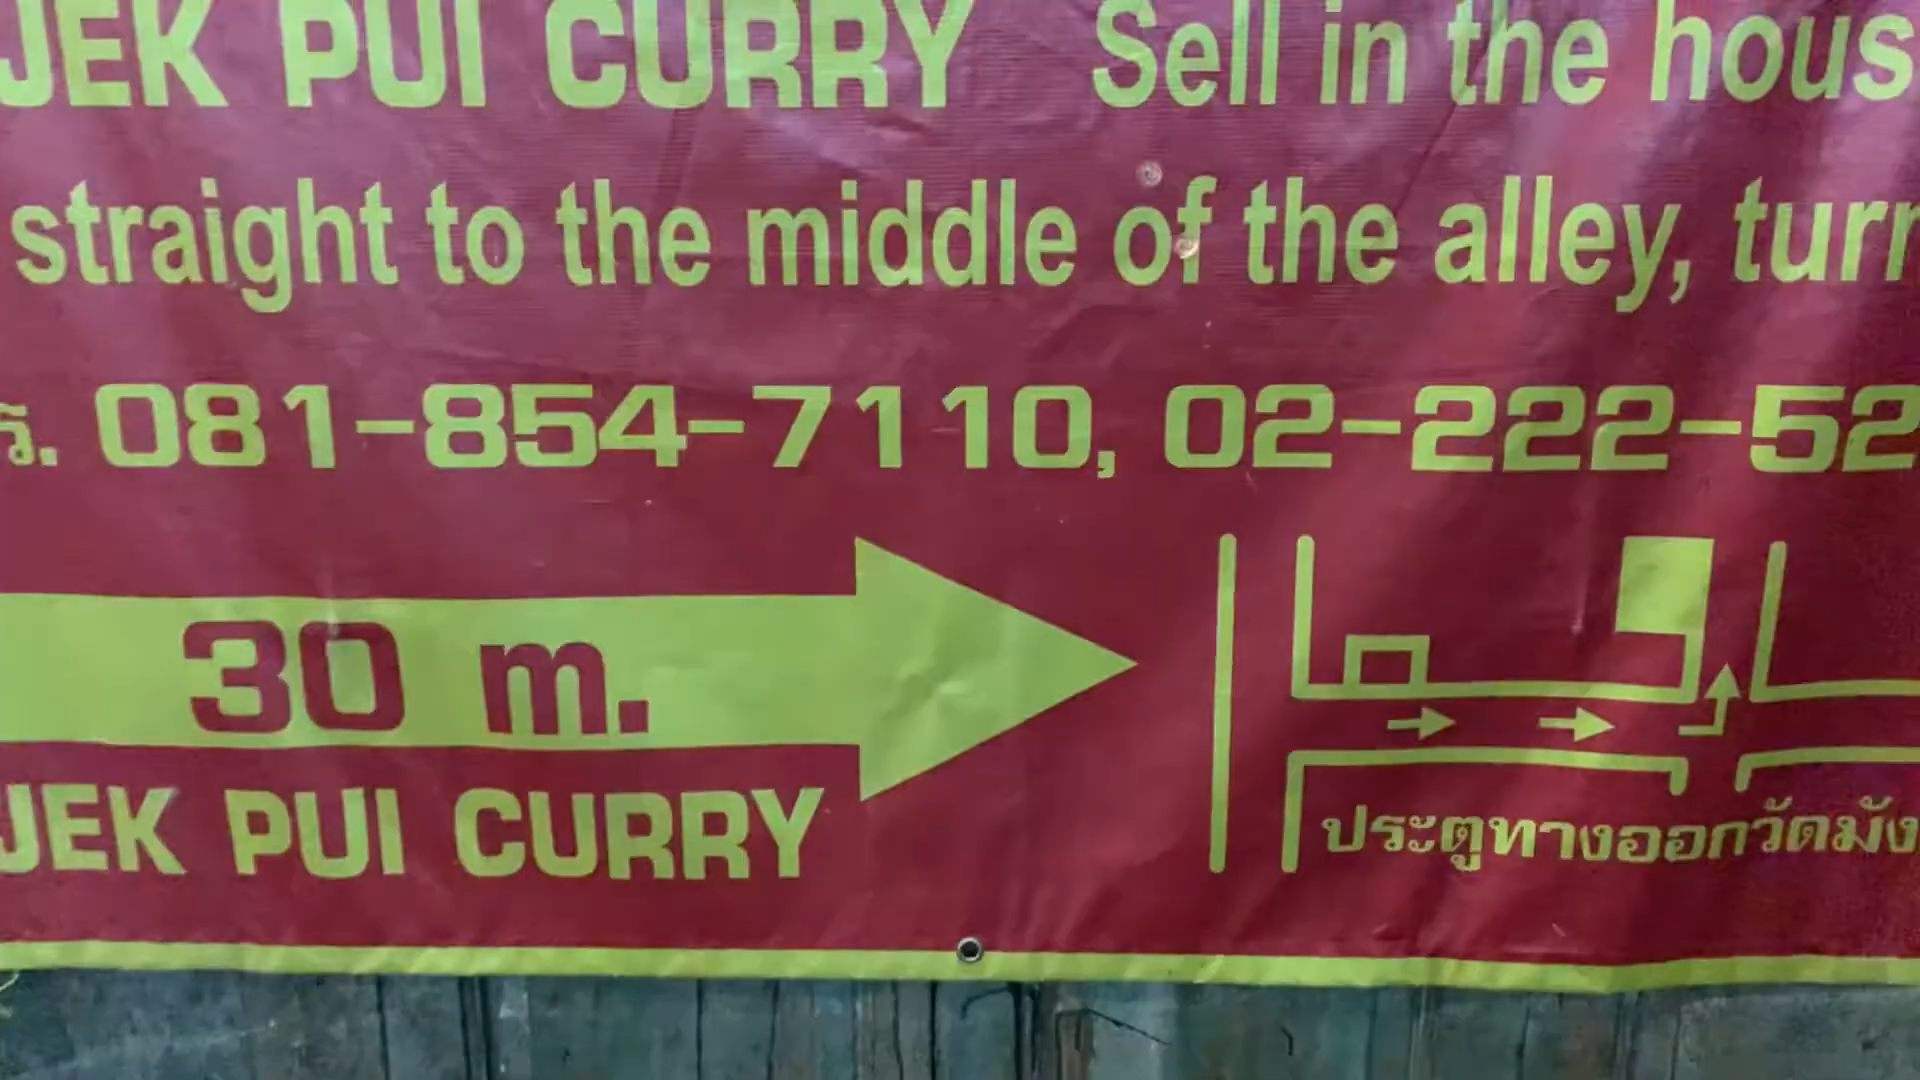 JEK PUI CURRY Sell in the hous
straight to the middle of the alley, turn
ร. 081-854-7110, 02-222-52
30 m.
JEK PUI CURRY
ประตูทางออกวัดมัง